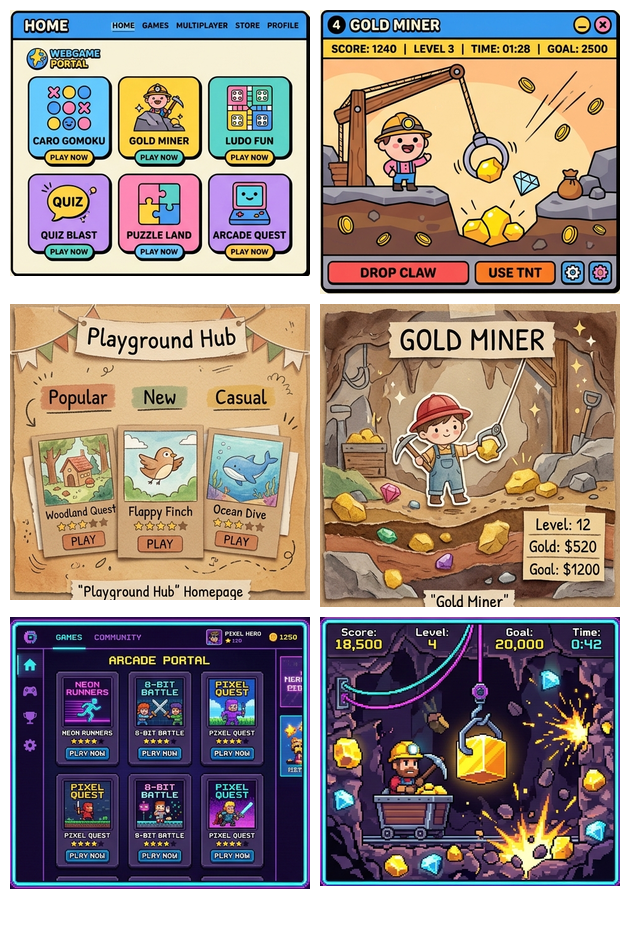 HOME
HOME GAMES MULTIPLAYER STORE PROFILE
WEBGAME
PORTAL
CARO GOMOKU
PLAY NOW
GOLD MINER
PLAY NOW
LUDO FUN
PLAY NOW
QUIZ
QUIZ BLAST
PLAY NOW
PUZZLE LAND
PLAY NOW
ARCADE QUEST
PLAY NOW
4 GOLD MINER
SCORE: 1240 | LEVEL 3 | TIME: 01:28 | GOAL: 2500
DROP CLAW
USE TNT
Playground Hub
Popular
New
Casual
Woodland Quest
PLAY
Flappy Finch
PLAY
Ocean Dive
PLAY
"Playground Hub" Homepage
GOLD MINER
Level: 12
Gold: $520
Goal: $1200
"Gold Miner"
GAMES COMMUNITY
PIXEL HERO
120
1250
ARCADE PORTAL
NEON
RUNNERS
NEON RUNNERS
PLAY NOW
8-BIT
BATTLE
8-BIT BATTLE
PLAY NOW
PIXEL
QUEST
PIXEL QUEST
PLAY NOW
PIXEL
QUEST
PIXEL QUEST
PLAY NOW
8-BIT
BATTLE
8-BIT BATTLE
PLAY NOW
PIXEL
QUEST
PIXEL QUEST
PLAY NOW
Score:
18,500
Level:
4
Goal:
20,000
Time:
0:42